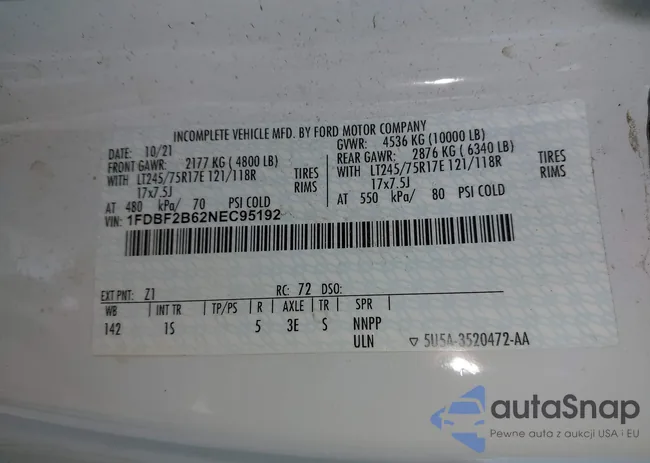 INCOMPLETE VEHICLE MFD. BY FORD MOTOR COMPANY
DATE: 10/21 GVWR: 4536 KG (10000 LB)
FRONT GAWR: 2177 KG ( 4800 LB) REAR GAWR: 2876 KG ( 6340 LB)
WITH LT245/75R17E 121/118R TIRES WITH LT245/75R17E 121/118R TIRES
17x7.5J RIMS 17x7.5J RIMS
AT 480 kPa/ 70 PSI COLD AT 550 kPa/ 80 PSI COLD
VIN: 1FDBF2B62NEC95192
EXT PNT: Z1 RC: 72 DSO:
WB INT TR TP/PS R AXLE TR SPR
142 1S 5 3E S NNPP
ULN ▽ 5U5A-3520472-AA
autaSnap
Pewne auta z aukcji USA i EU